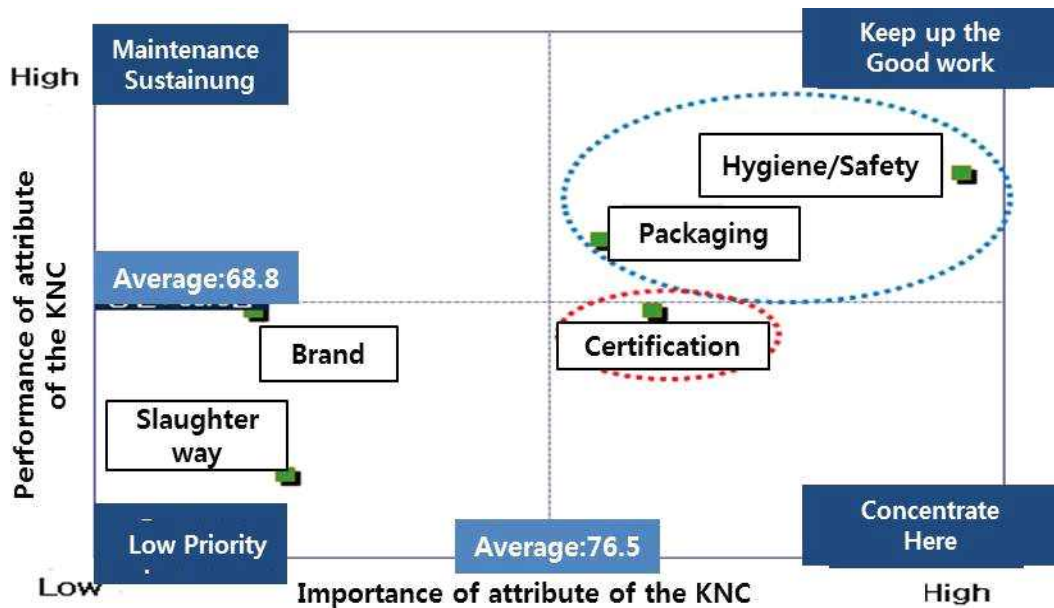 Maintenance
Sustainung
Keep up the
Good work
High
Hygiene/Safety
Packaging
Performance of attribute
of the KNC
Average:68.8
Brand
Certification
Slaughter
way
Low Priority
Concentrate
Here
Average:76.5
Low
Importance of attribute of the KNC
High